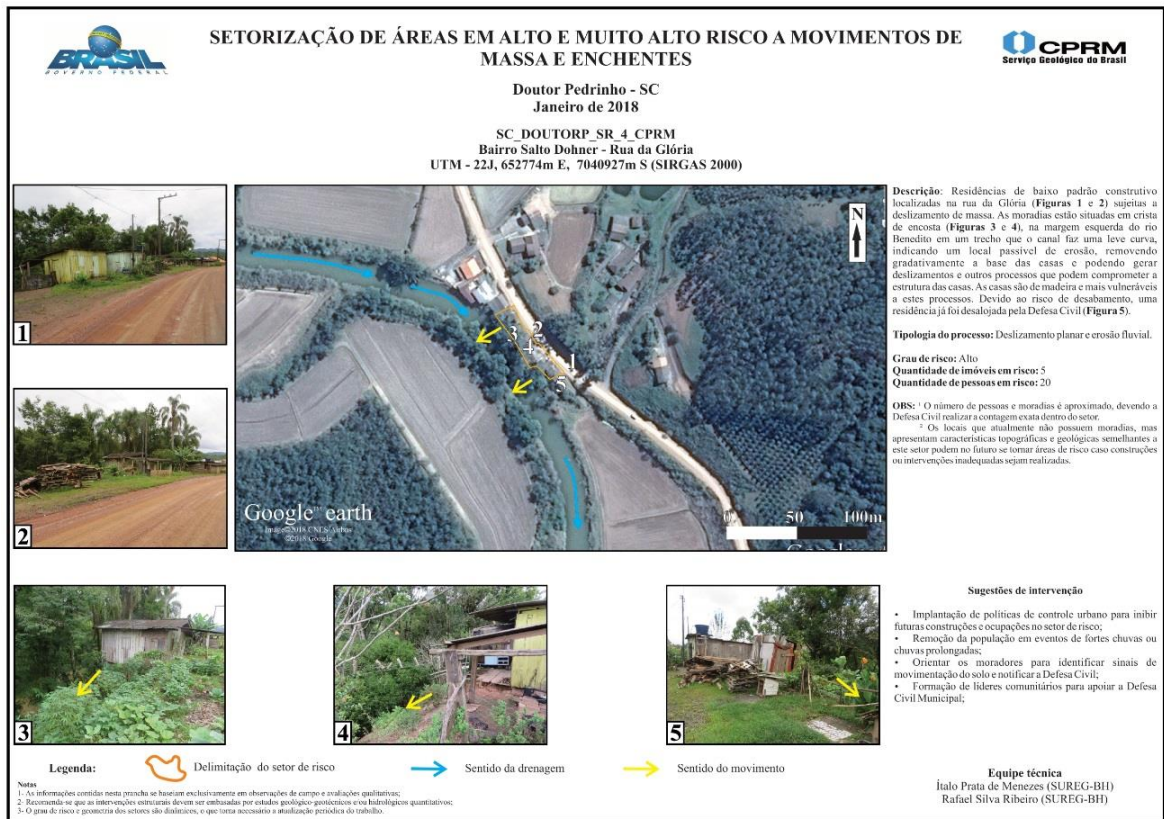 BRASIL
GOVERNO FEDERAL
SETORIZAÇÃO DE ÁREAS EM ALTO E MUITO ALTO RISCO A MOVIMENTOS DE
MASSA E ENCHENTES
CPRM
Serviço Geológico do Brasil
Doutor Pedrinho - SC
Janeiro de 2018
SC_DOUTORP_SR_4_CPRM
Bairro Salto Dohner - Rua da Glória
UTM - 22J, 652774m E, 7040927m S (SIRGAS 2000)
1
2
N
3
2
4
1
5
Google earth
Image©2018 CNES/Airbus
©2018 Google
0 50 100m
Descrição: Residências de baixo padrão construtivo
localizadas na rua da Glória (Figuras 1 e 2) sujeitas a
deslizamento de massa. As moradias estão situadas em crista
de encosta (Figuras 3 e 4), na margem esquerda do rio
Benedito em um trecho que o canal faz uma leve curva,
indicando um local passível de erosão, removendo
gradativamente a base das casas e podendo gerar
deslizamentos e outros processos que podem comprometer a
estrutura das casas. As casas são de madeira e mais vulneráveis
a estes processos. Devido ao risco de desabamento, uma
residência já foi desalojada pela Defesa Civil (Figura 5).
Tipologia do processo: Deslizamento planar e erosão fluvial.
Grau de risco: Alto
Quantidade de imóveis em risco: 5
Quantidade de pessoas em risco: 20
OBS: ¹ O número de pessoas e moradias é aproximado, devendo a
Defesa Civil realizar a contagem exata dentro do setor.
² Os locais que atualmente não possuem moradias, mas
apresentam características topográficas e geológicas semelhantes a
este setor podem no futuro se tornar áreas de risco caso construções
ou intervenções inadequadas sejam realizadas.
3
4
5
Sugestões de intervenção
• Implantação de políticas de controle urbano para inibir
futuras construções e ocupações no setor de risco;
• Remoção da população em eventos de fortes chuvas ou
chuvas prolongadas;
• Orientar os moradores para identificar sinais de
movimentação do solo e notificar a Defesa Civil;
• Formação de líderes comunitários para apoiar a Defesa
Civil Municipal;
Legenda: Delimitação do setor de risco Sentido da drenagem Sentido do movimento
Notas
1- As informações contidas nesta prancha se baseiam exclusivamente em observações de campo e avaliações qualitativas;
2- Recomenda-se que as intervenções estruturais devem ser embasadas por estudos geológico-geotécnicos e/ou hidrológicos quantitativos;
3- O grau de risco e geometria dos setores são dinâmicos, o que torna necessário a atualização periódica do trabalho.
Equipe técnica
Ítalo Prata de Menezes (SUREG-BH)
Rafael Silva Ribeiro (SUREG-BH)